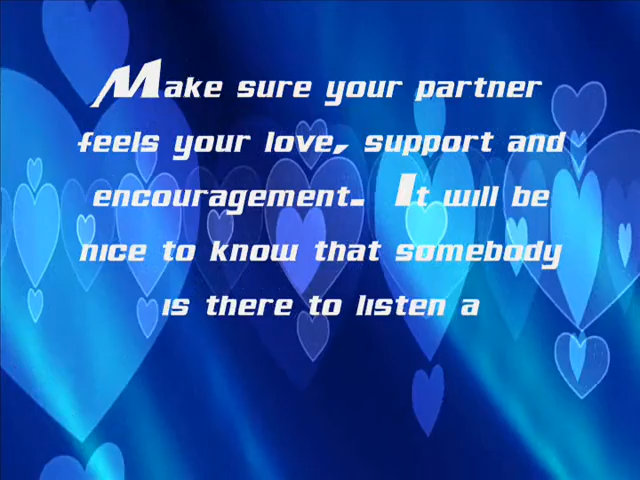 Make sure your partner
feels your love, support and
encouragement. It will be
nice to know that somebody
is there to listen a